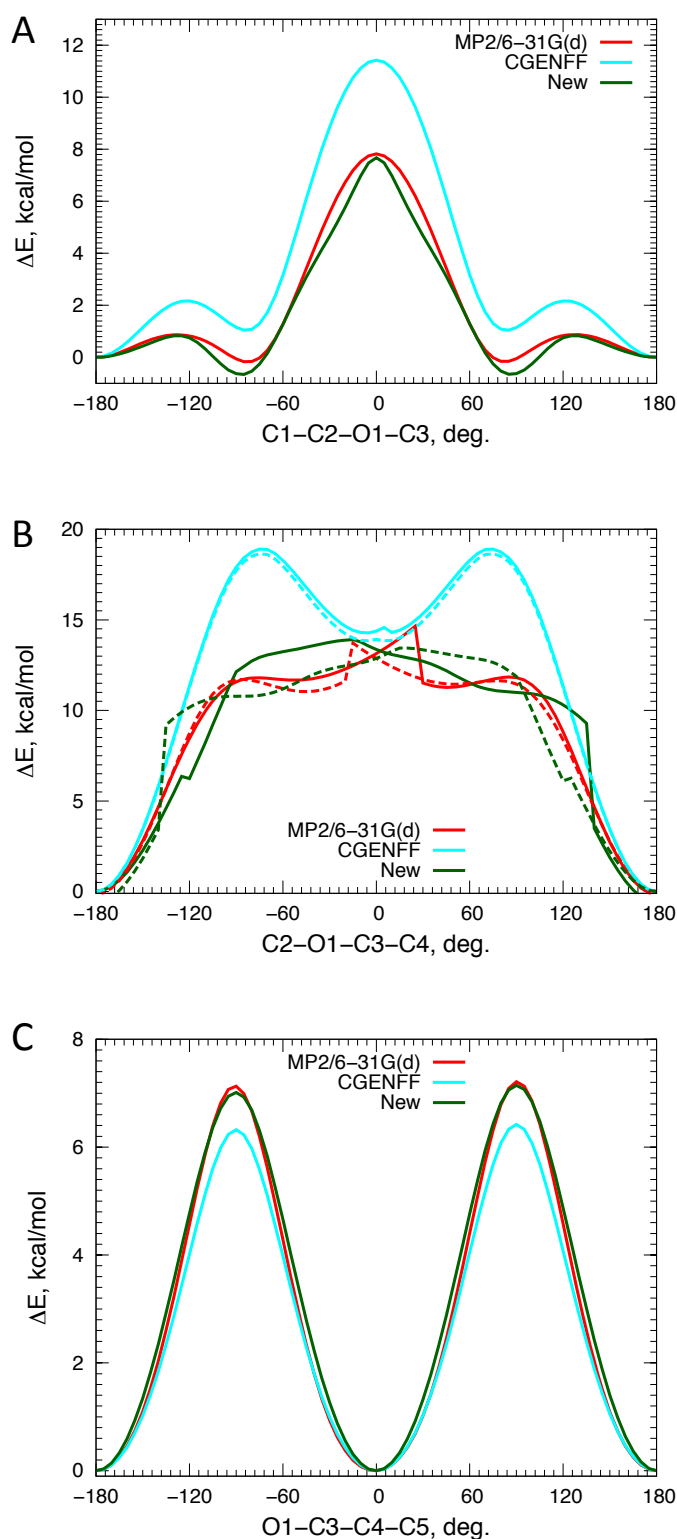 A
MP2/6−31G(d)
CGENFF
New
12
10
8
6
4
2
0
ΔE, kcal/mol
−180 −120 −60 0 60 120 180
C1−C2−O1−C3, deg.
B
20
15
10
5
0
ΔE, kcal/mol
MP2/6−31G(d)
CGENFF
New
−180 −120 −60 0 60 120 180
C2−O1−C3−C4, deg.
C
MP2/6−31G(d)
CGENFF
New
8
6
4
2
0
ΔE, kcal/mol
−180 −120 −60 0 60 120 180
O1−C3−C4−C5, deg.